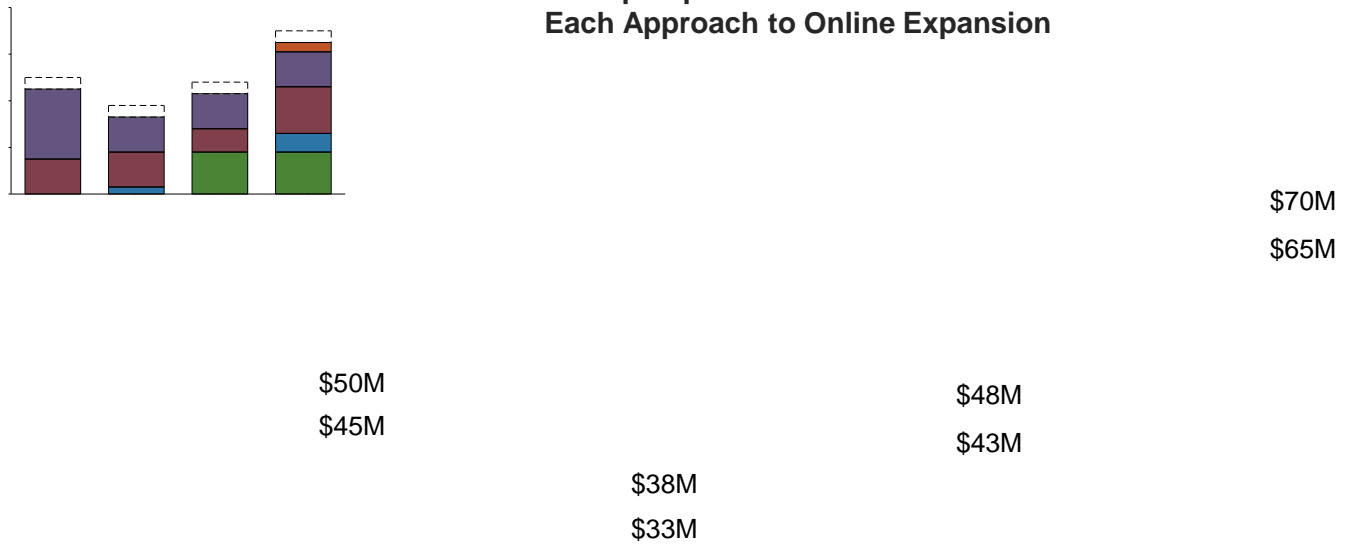 Each Approach to Online Expansion
$70M
$65M
$50M
$48M
$45M
$43M
$38M
$33M